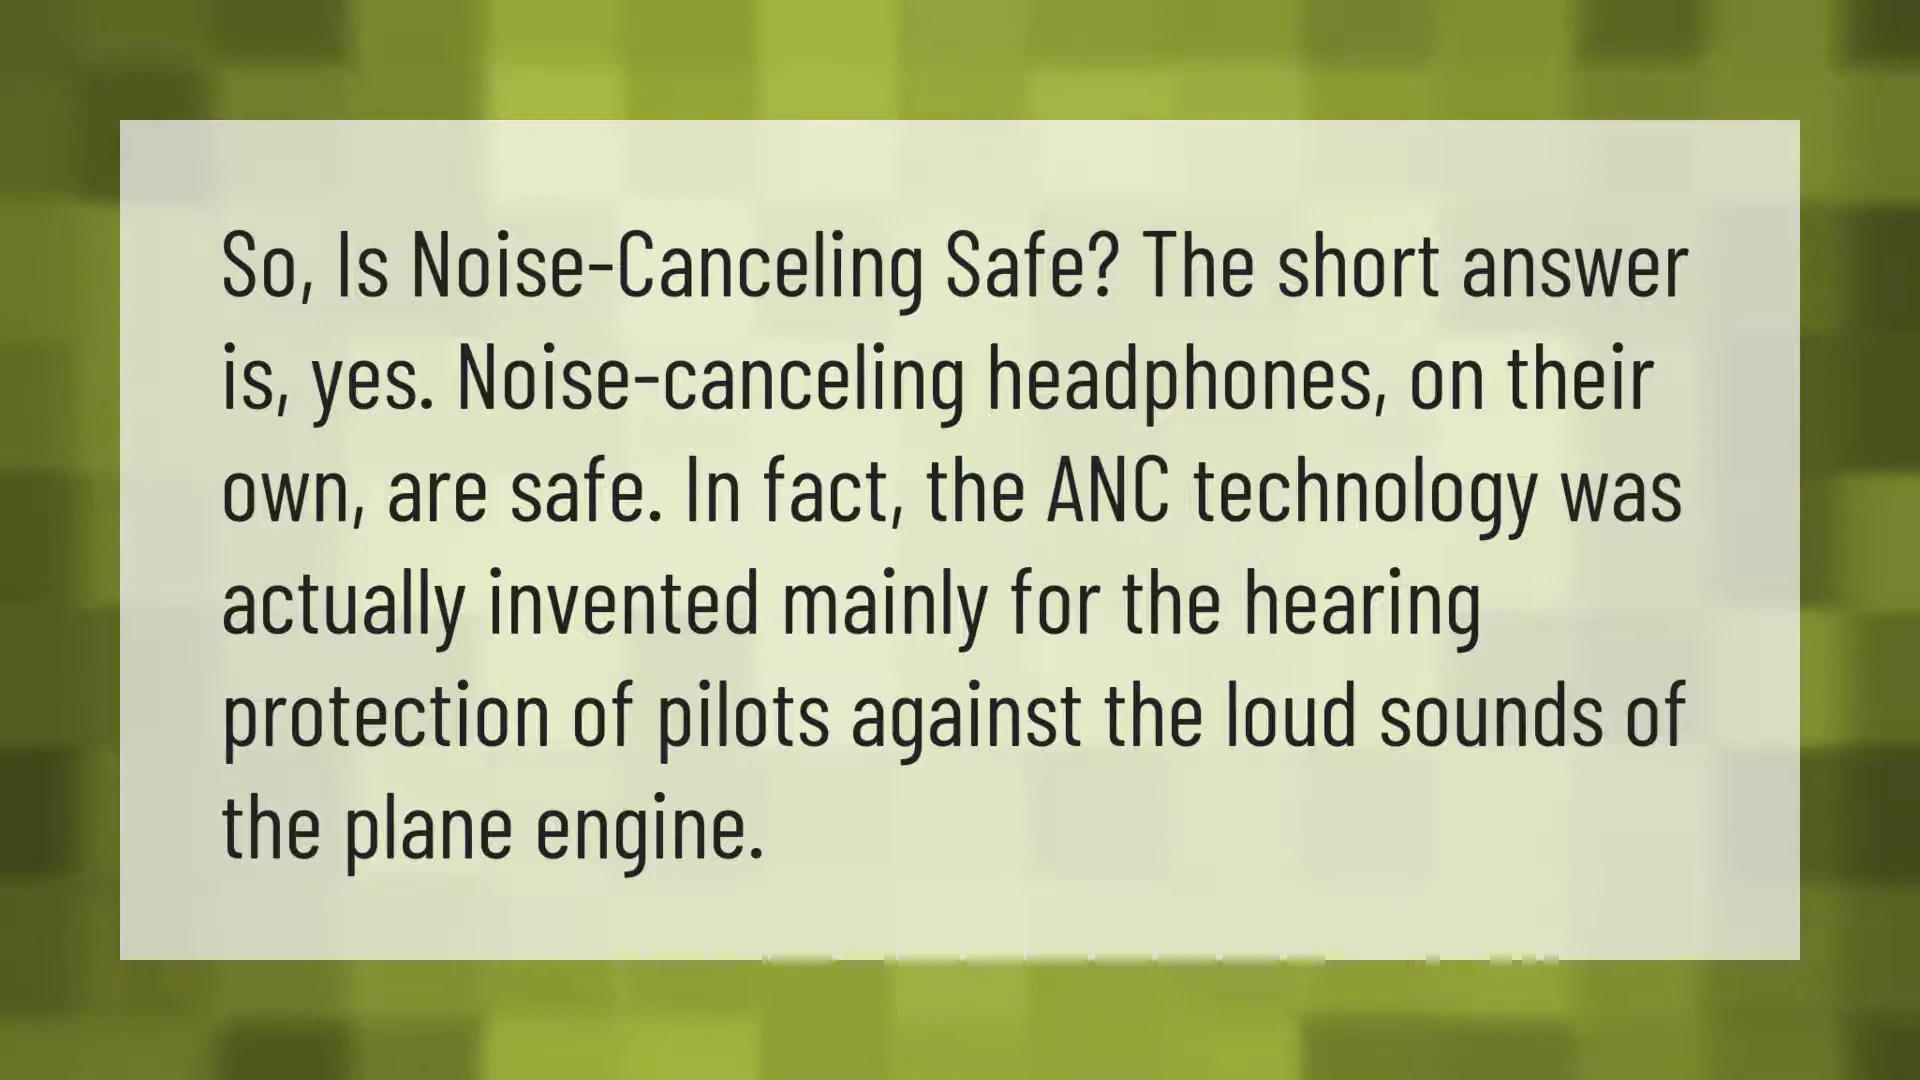 So, Is Noise-Canceling Safe? The short answer
is, yes. Noise-canceling headphones, on their
own, are safe. In fact, the ANC technology was
actually invented mainly for the hearing
protection of pilots against the loud sounds of
the plane engine.